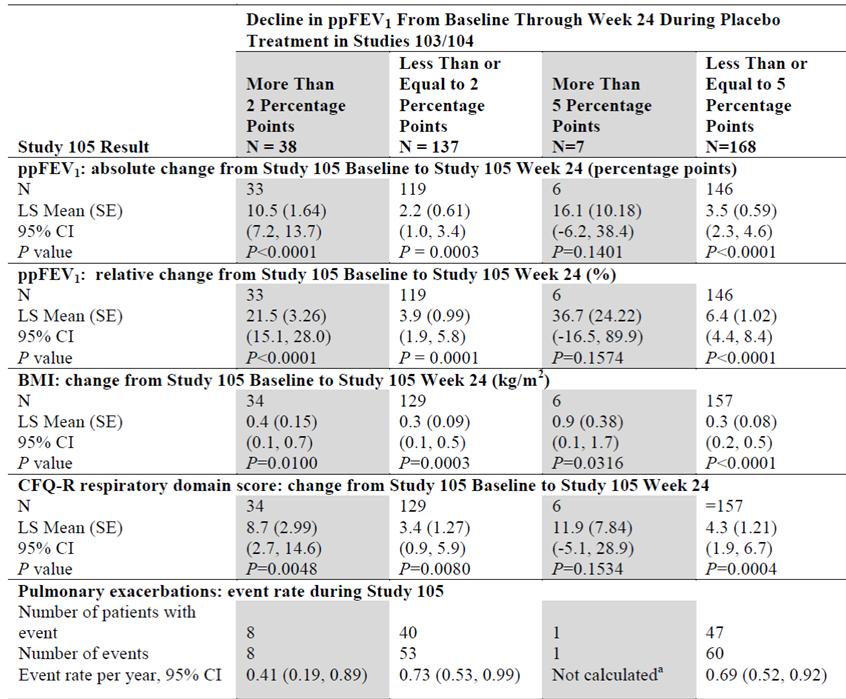 Decline in ppFEV1 From Baseline Through Week 24 During Placebo
Treatment in Studies 103/104
Study 105 Result
More Than
2 Percentage
Points
N = 38
Less Than or
Equal to 2
Percentage
Points
N = 137
More Than
5 Percentage
Points
N=7
Less Than or
Equal to 5
Percentage
Points
N=168
ppFEV1: absolute change from Study 105 Baseline to Study 105 Week 24 (percentage points)
N 33 119 6 146
LS Mean (SE) 10.5 (1.64) 2.2 (0.61) 16.1 (10.18) 3.5 (0.59)
95% CI (7.2, 13.7) (1.0, 3.4) (-6.2, 38.4) (2.3, 4.6)
P value P<0.0001 P = 0.0003 P=0.1401 P<0.0001
ppFEV1: relative change from Study 105 Baseline to Study 105 Week 24 (%)
N 33 119 6 146
LS Mean (SE) 21.5 (3.26) 3.9 (0.99) 36.7 (24.22) 6.4 (1.02)
95% CI (15.1, 28.0) (1.9, 5.8) (-16.5, 89.9) (4.4, 8.4)
P value P<0.0001 P = 0.0001 P=0.1574 P<0.0001
BMI: change from Study 105 Baseline to Study 105 Week 24 (kg/m2)
N 34 129 6 157
LS Mean (SE) 0.4 (0.15) 0.3 (0.09) 0.9 (0.38) 0.3 (0.08)
95% CI (0.1, 0.7) (0.1, 0.5) (0.1, 1.7) (0.2, 0.5)
P value P=0.0100 P=0.0003 P=0.0316 P<0.0001
CFQ-R respiratory domain score: change from Study 105 Baseline to Study 105 Week 24
N 34 129 6 =157
LS Mean (SE) 8.7 (2.99) 3.4 (1.27) 11.9 (7.84) 4.3 (1.21)
95% CI (2.7, 14.6) (0.9, 5.9) (-5.1, 28.9) (1.9, 6.7)
P value P=0.0048 P=0.0080 P=0.1534 P=0.0004
Pulmonary exacerbations: event rate during Study 105
Number of patients with
event 8 40 1 47
Number of events 8 53 1 60
Event rate per year, 95% CI 0.41 (0.19, 0.89) 0.73 (0.53, 0.99) Not calculateda 0.69 (0.52, 0.92)